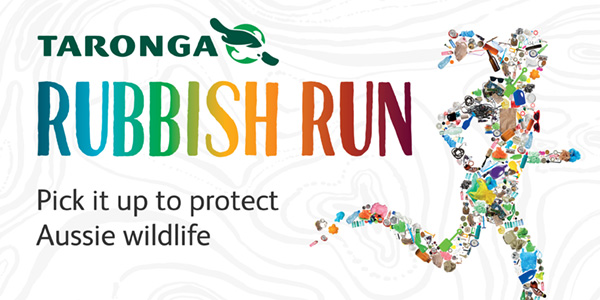 TARONGA
RUBBISH RUN
Pick it up to protect
Aussie wildlife